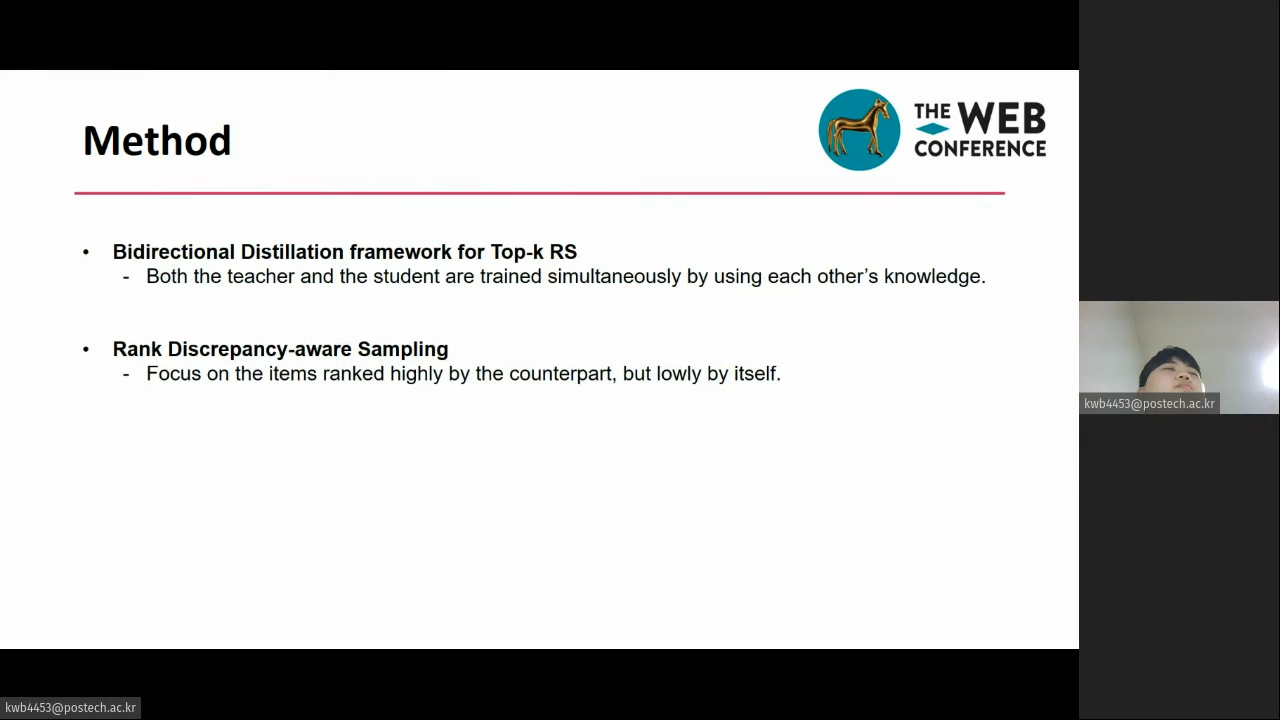 Method
THE WEB
CONFERENCE
• Bidirectional Distillation framework for Top-k RS
- Both the teacher and the student are trained simultaneously by using each other’s knowledge.
• Rank Discrepancy-aware Sampling
- Focus on the items ranked highly by the counterpart, but lowly by itself.
kwb4453@postech.ac.kr
kwb4453@postech.ac.kr